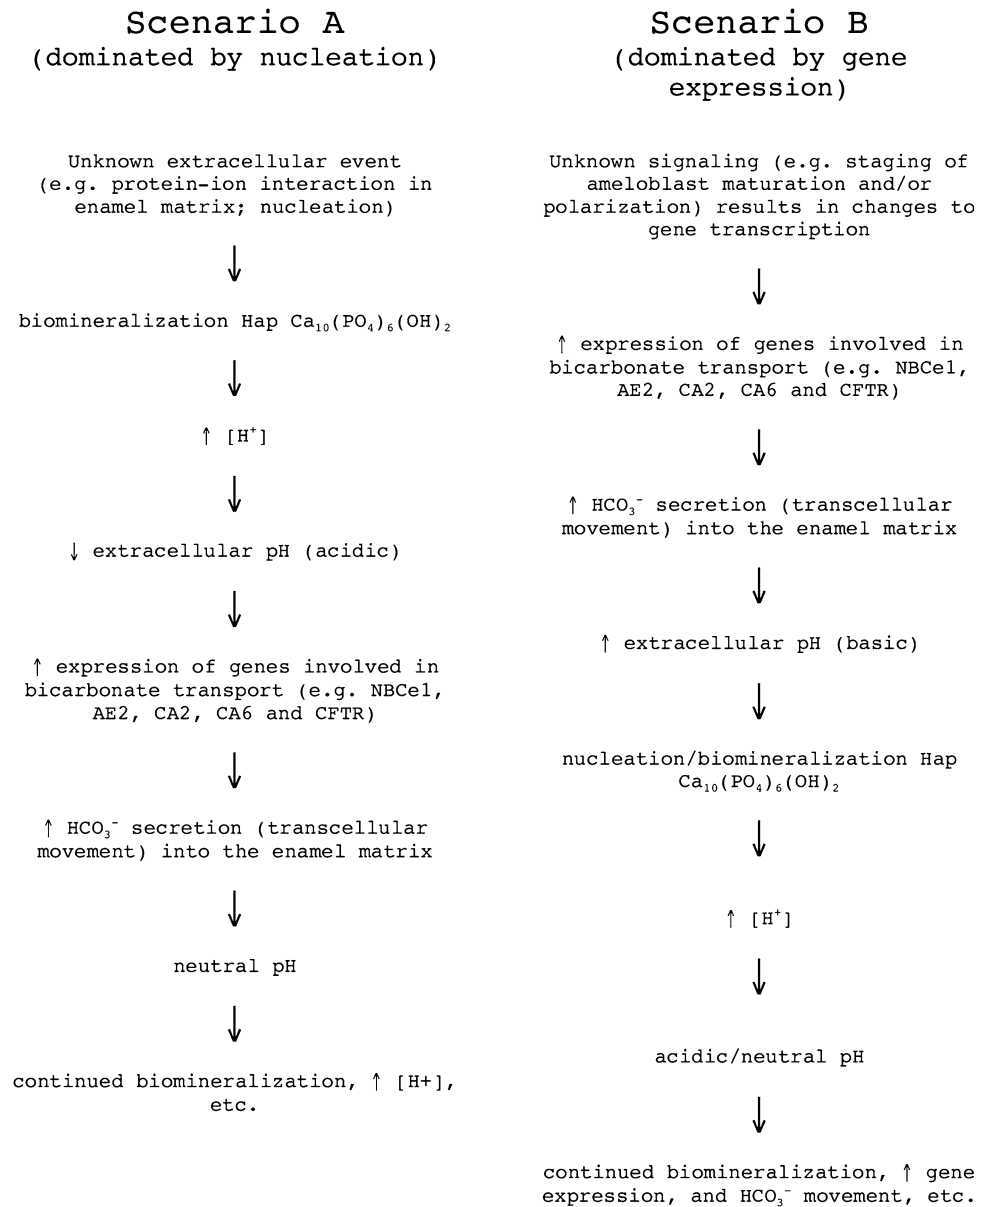 Scenario A
(dominated by nucleation)
Unknown extracellular event
(e.g. protein-ion interaction in
enamel matrix; nucleation)
↓
biomineralization Hap Ca₁₀(PO₄)₆(OH)₂
↓
↑ [H⁺]
↓
↓ extracellular pH (acidic)
↓
↑ expression of genes involved in
bicarbonate transport (e.g. NBCe1,
AE2, CA2, CA6 and CFTR)
↓
↑ HCO₃⁻ secretion (transcellular
movement) into the enamel matrix
↓
neutral pH
↓
continued biomineralization, ↑ [H+],
etc.
Scenario B
(dominated by gene
expression)
Unknown signaling (e.g. staging of
ameloblast maturation and/or
polarization) results in changes to
gene transcription
↓
↑ expression of genes involved in
bicarbonate transport (e.g. NBCe1,
AE2, CA2, CA6 and CFTR)
↓
↑ HCO₃⁻ secretion (transcellular
movement) into the enamel matrix
↓
↑ extracellular pH (basic)
↓
nucleation/biomineralization Hap
Ca₁₀(PO₄)₆(OH)₂
↓
↑ [H⁺]
↓
acidic/neutral pH
↓
continued biomineralization, ↑ gene
expression, and HCO₃⁻ movement, etc.